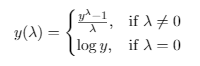 y(λ) = { (y^λ − 1)/λ, if λ ≠ 0
log y, if λ = 0